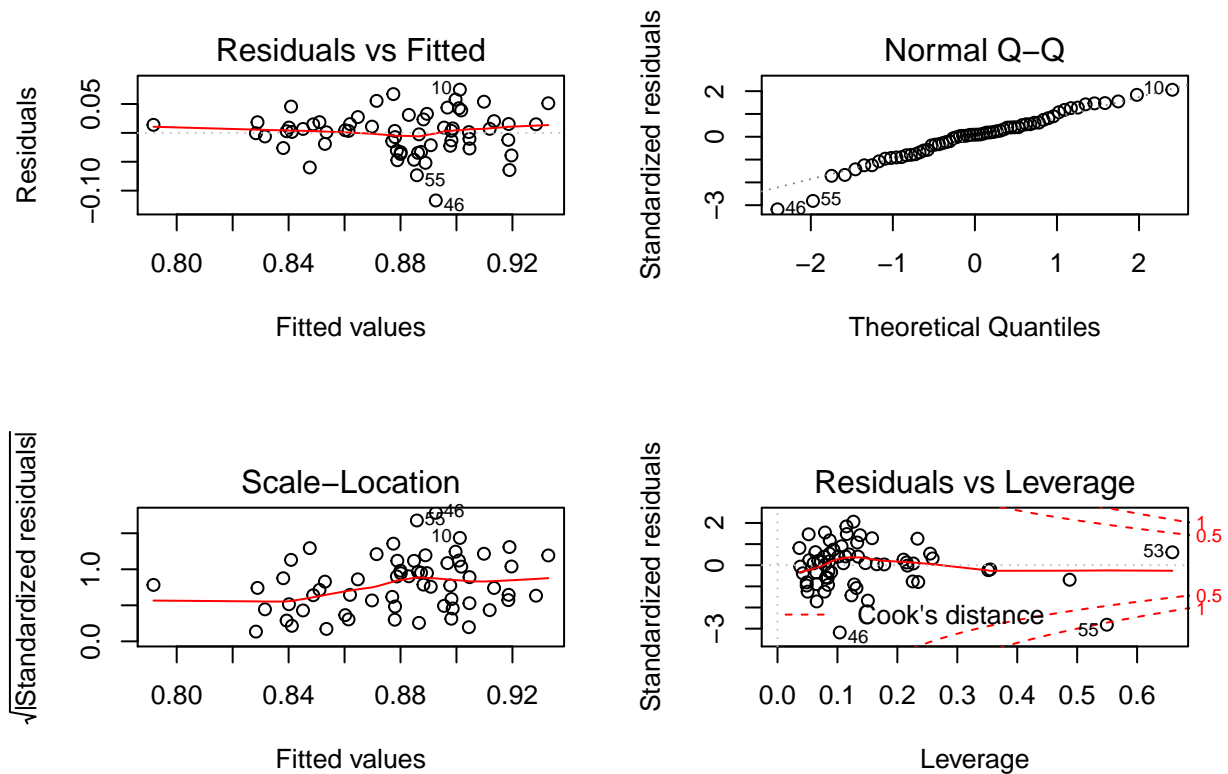 Residuals vs Fitted
Residuals
0.05
−0.10
10
55
46
0.80 0.84 0.88 0.92
Fitted values
Normal Q−Q
Standardized residuals
2
0
−3
10
55
46
−2 −1 0 1 2
Theoretical Quantiles
Scale−Location
√|Standardized residuals|
1.0
0.0
46
55
10
0.80 0.84 0.88 0.92
Fitted values
Residuals vs Leverage
Standardized residuals
2
0
−3
1
0.5
53
0.5
1
Cook's distance
55
46
0.0 0.1 0.2 0.3 0.4 0.5 0.6
Leverage